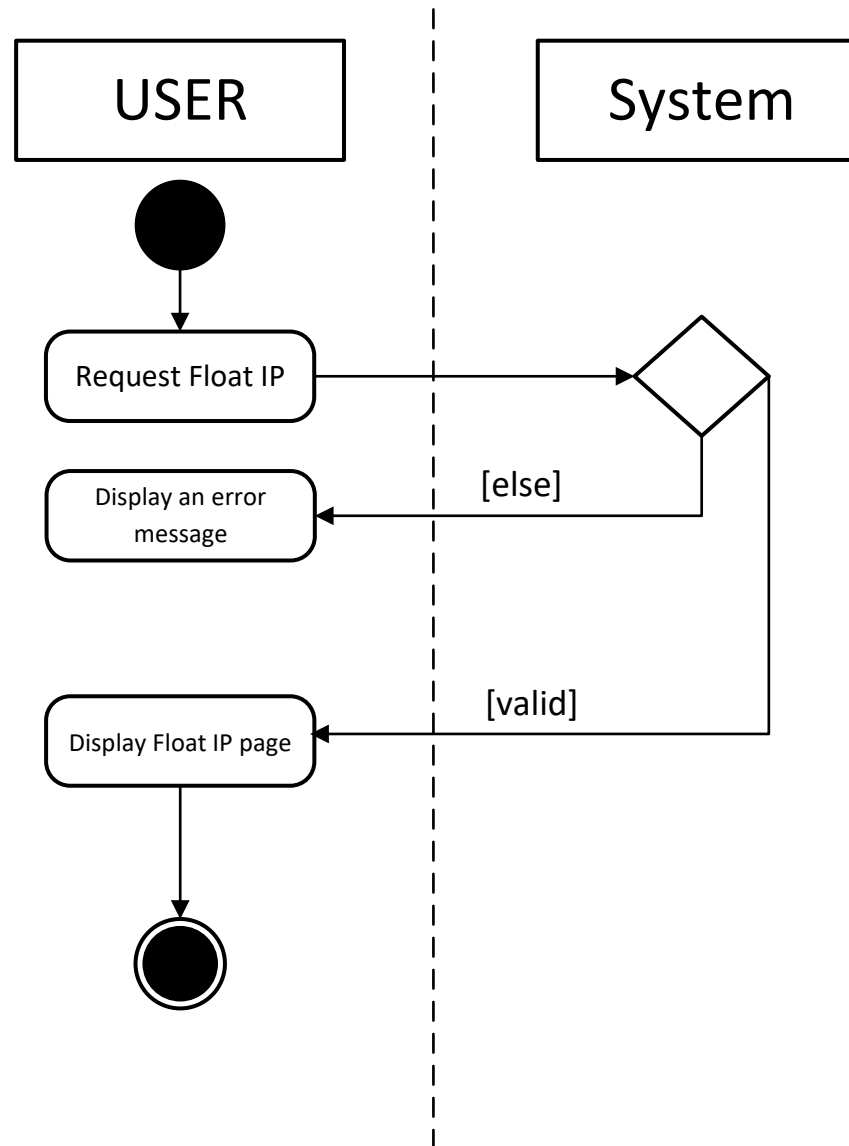 USER
System
Request Float IP
[else]
Display an error
message
[valid]
Display Float IP page